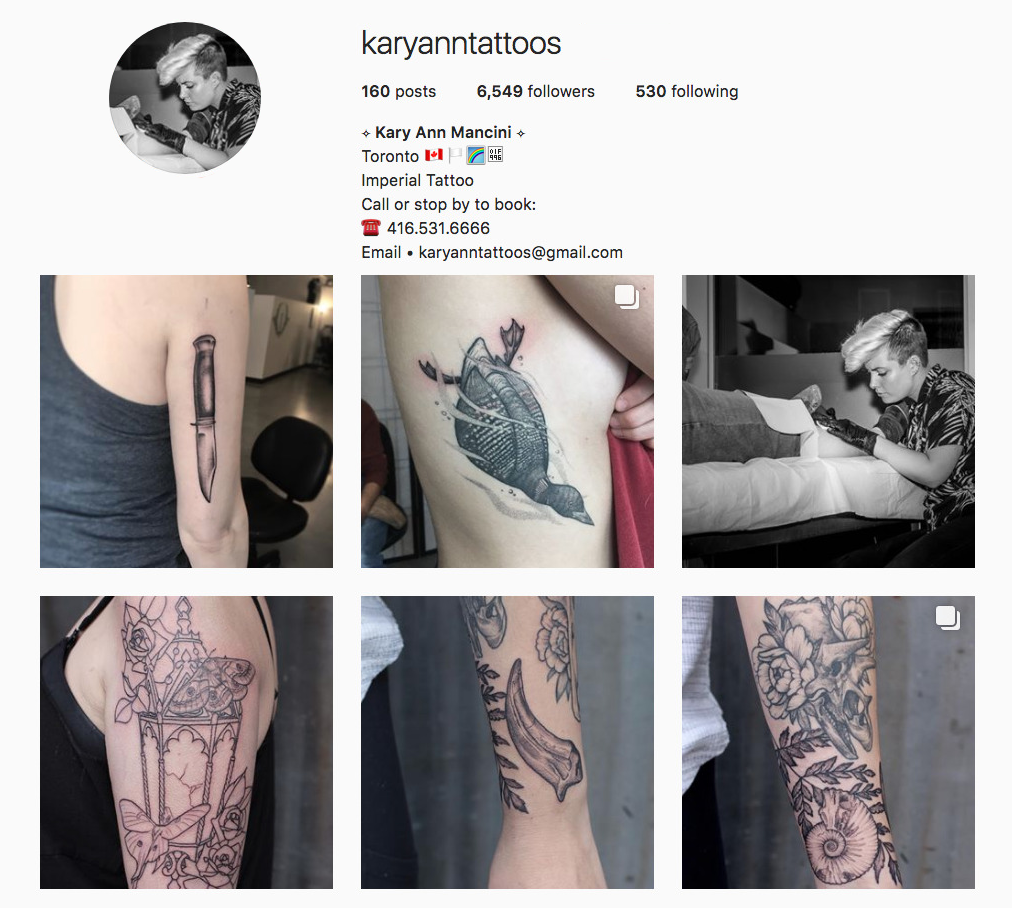 karyanntattoos
160 posts 6,549 followers 530 following
✧ Kary Ann Mancini ✧
Toronto 🇨🇦🏳🌈
Imperial Tattoo
Call or stop by to book:
☎️ 416.531.6666
Email • karyanntattoos@gmail.com